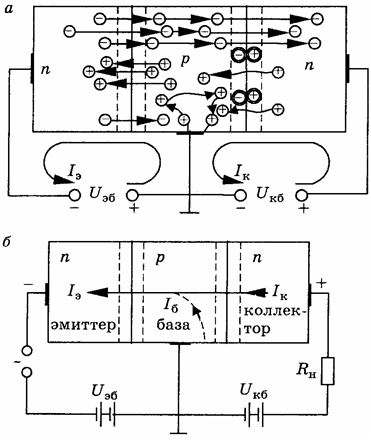 а
n p n
Iэ Iк
Uэб Uкб
− + − +
б
n p n
− +
Iэ Iб Iк
эмиттер база коллек-
тор
~
Rн
Uэб Uкб